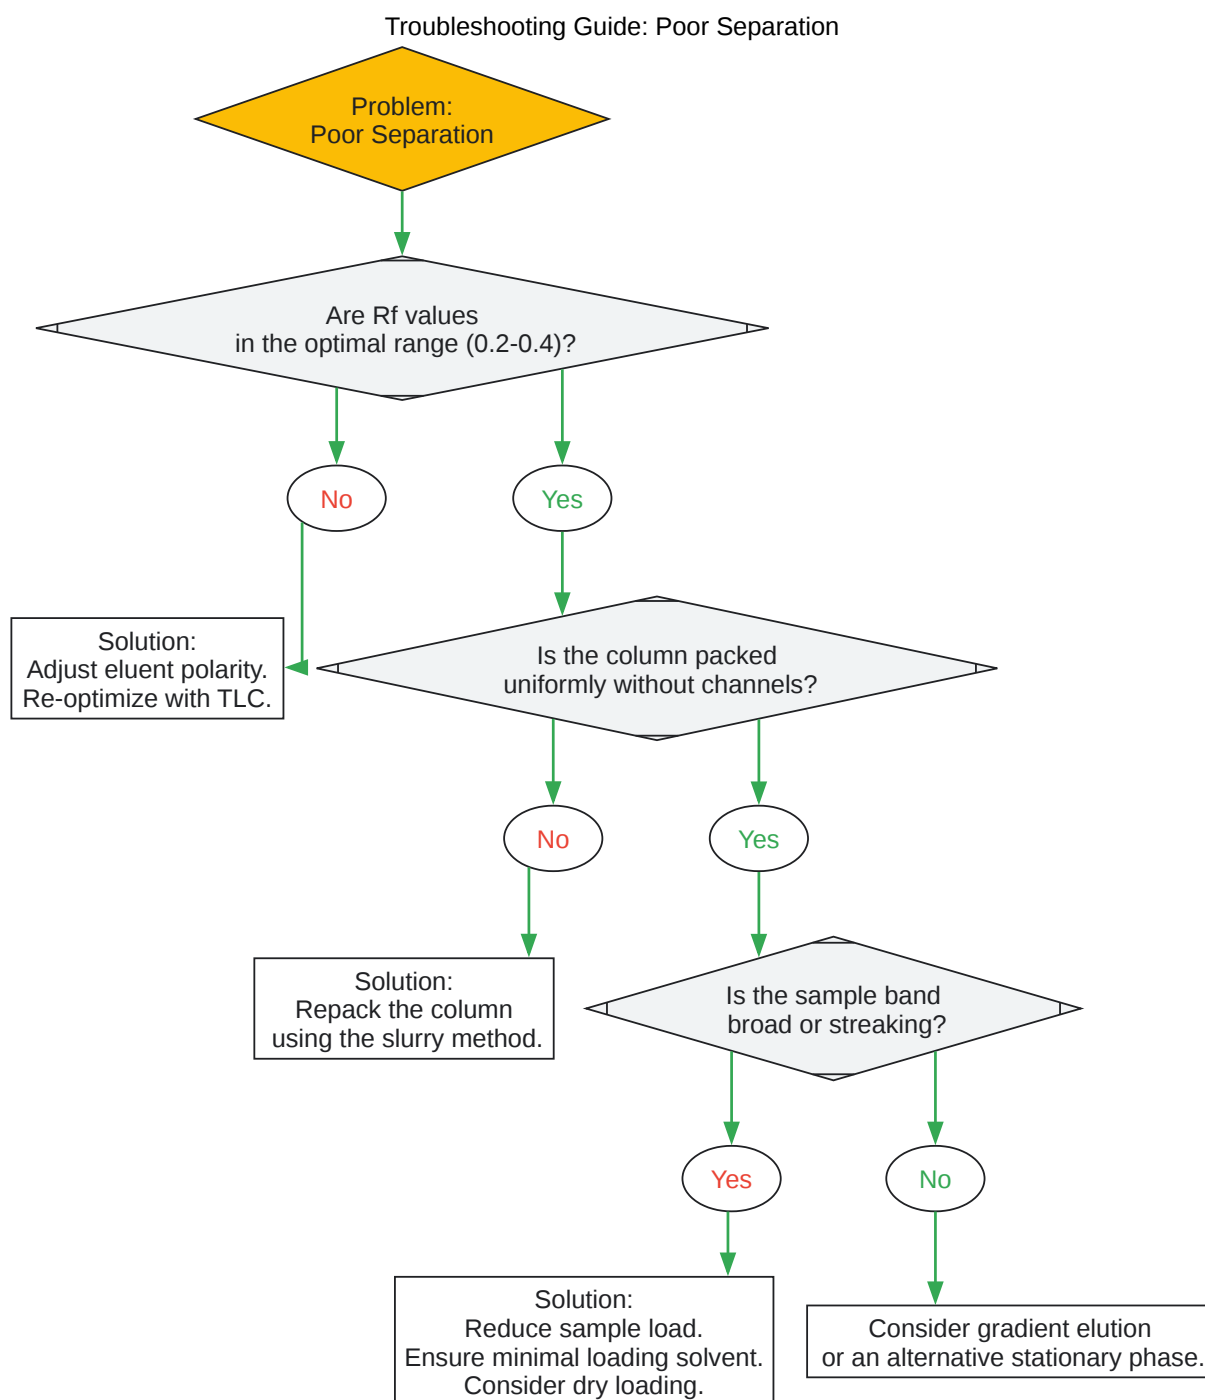 Troubleshooting Guide: Poor Separation
Problem:
Poor Separation
Are Rf values
in the optimal range (0.2-0.4)?
No
Yes
Solution:
Adjust eluent polarity.
Re-optimize with TLC.
Is the column packed
uniformly without channels?
No
Yes
Solution:
Repack the column
using the slurry method.
Is the sample band
broad or streaking?
Yes
No
Solution:
Reduce sample load.
Ensure minimal loading solvent.
Consider dry loading.
Consider gradient elution
or an alternative stationary phase.